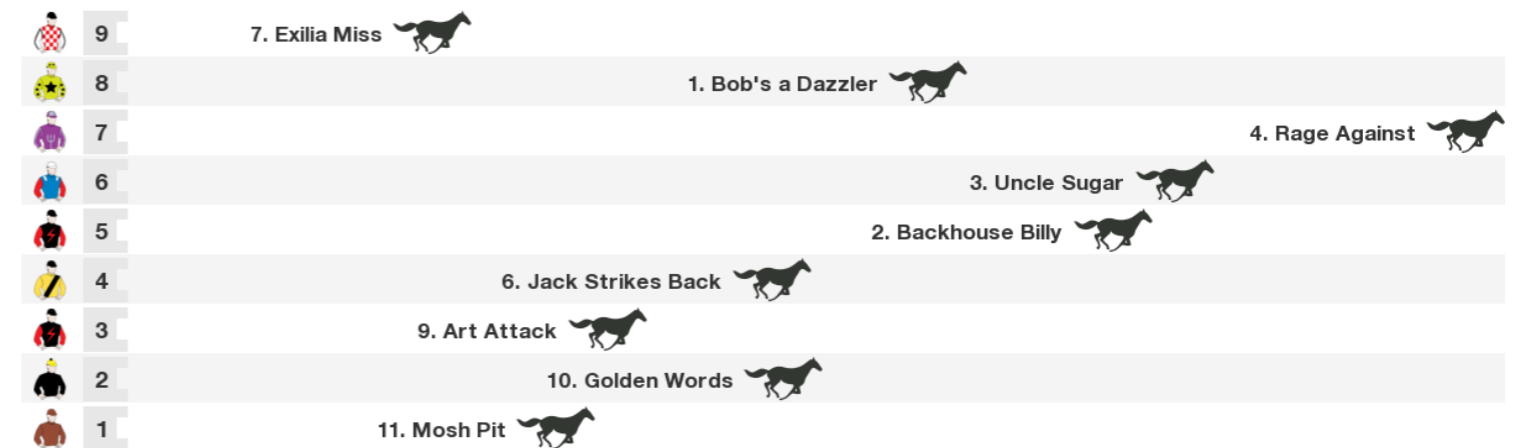 9 7. Exilia Miss
8 1. Bob's a Dazzler
7 4. Rage Against
6 3. Uncle Sugar
5 2. Backhouse Billy
4 6. Jack Strikes Back
3 9. Art Attack
2 10. Golden Words
1 11. Mosh Pit